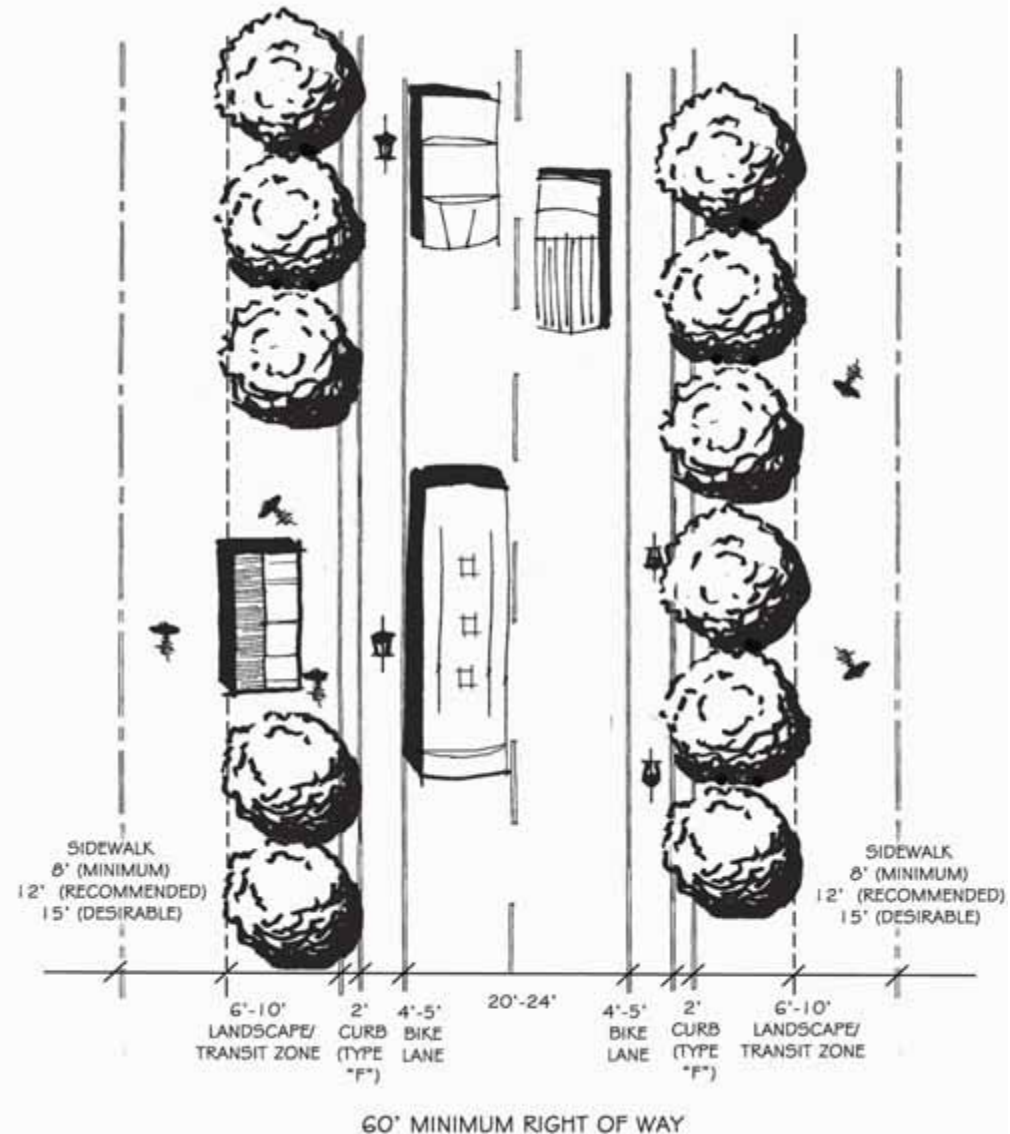 SIDEWALK
8' (MINIMUM)
12' (RECOMMENDED)
15' (DESIRABLE)
SIDEWALK
8' (MINIMUM)
12' (RECOMMENDED)
15' (DESIRABLE)
6'-10'
LANDSCAPE/
TRANSIT ZONE
2'
CURB
(TYPE
"F")
4'-5'
BIKE
LANE
20'-24'
4'-5'
BIKE
LANE
2'
CURB
(TYPE
"F")
6'-10'
LANDSCAPE/
TRANSIT ZONE
60' MINIMUM RIGHT OF WAY